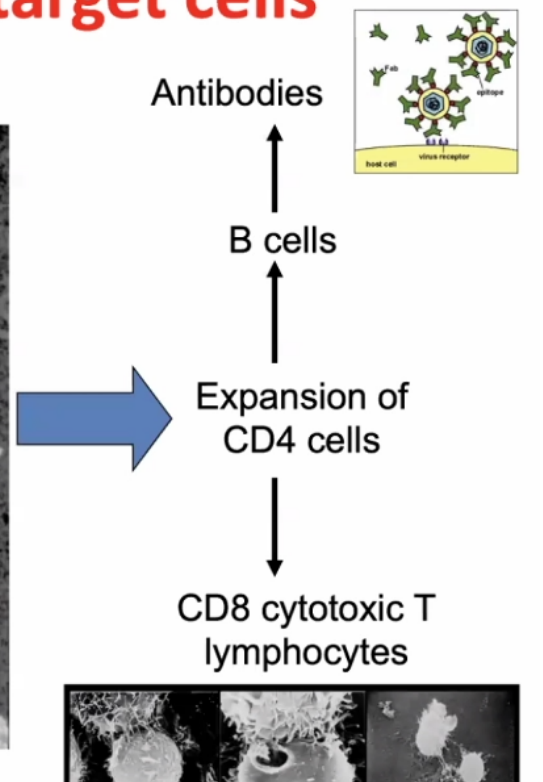 target cells
Antibodies
Fab
epitope
virus receptor
host cell
B cells
Expansion of
CD4 cells
CD8 cytotoxic T
lymphocytes